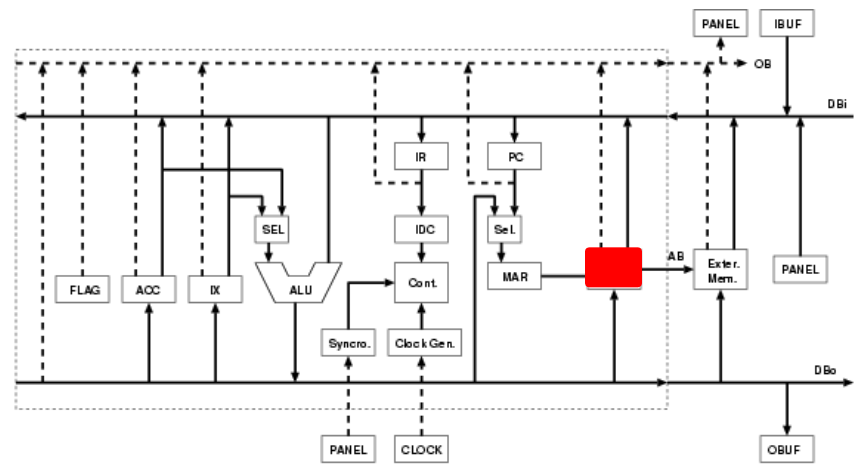 PANEL
IBUF
OB
DBi
IR
PC
SEL
IDC
Sel.
AB
FLAG
ACC
IX
ALU
Cont.
MAR
Exter.
Mem.
PANEL
Syncro.
Clock Gen.
DBo
PANEL
CLOCK
OBUF